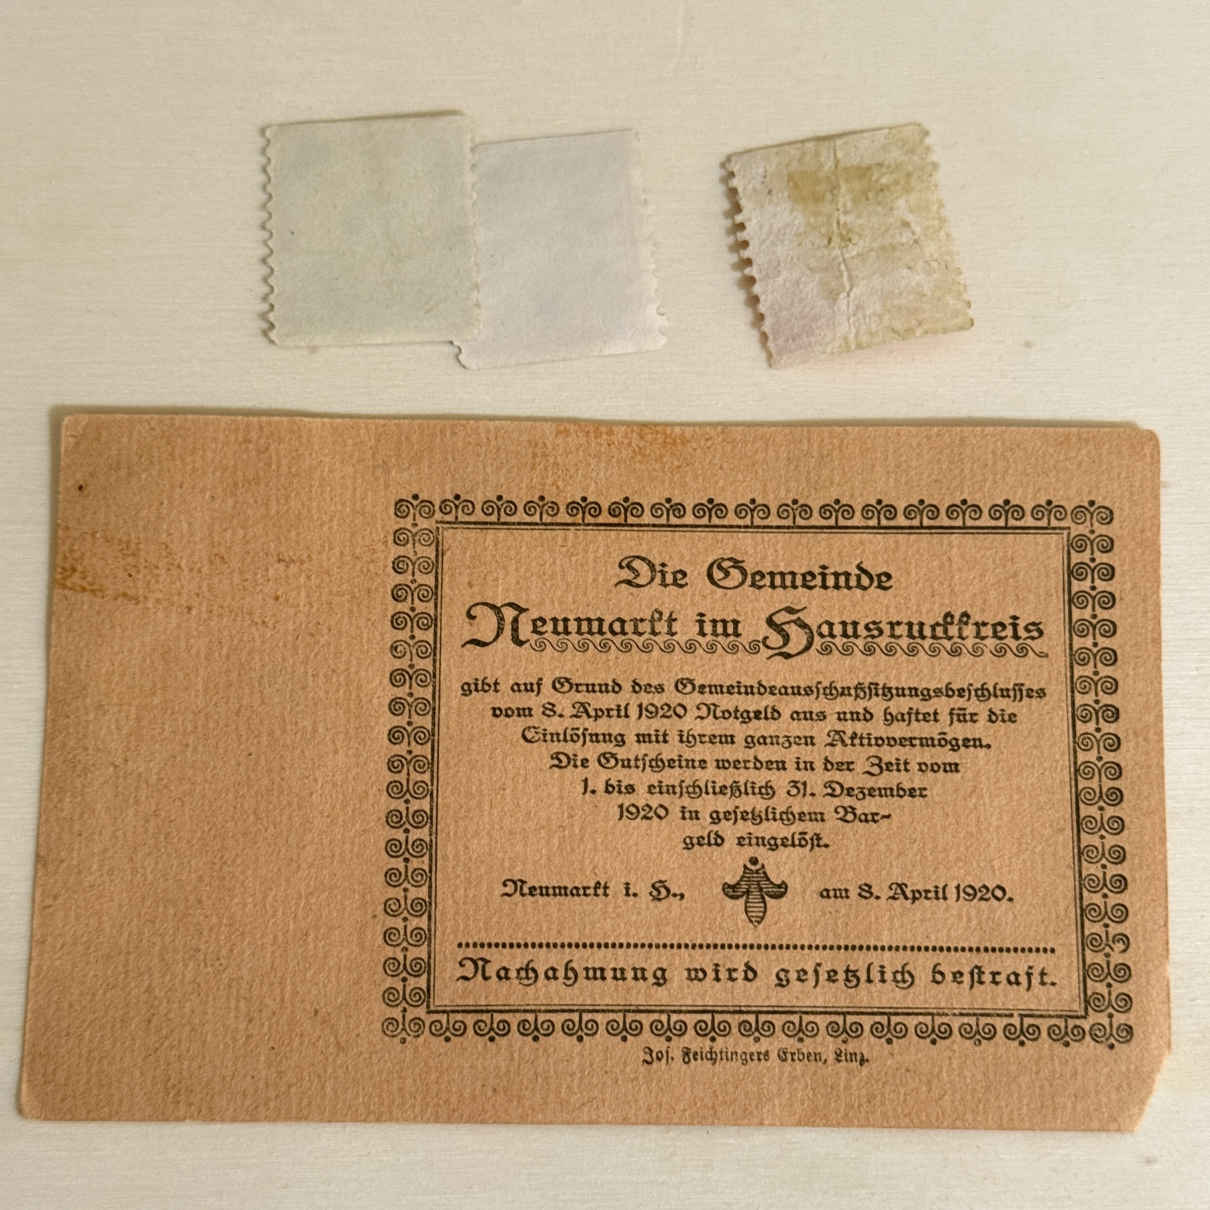 Die Gemeinde
Neumarkt im Hausruckkreis
gibt auf Grund des Gemeindeausschußsitzungsbeschlusses
vom 8. April 1920 Notgeld aus und haftet für die
Einlösung mit ihrem ganzen Aktivvermögen.
Die Gutscheine werden in der Zeit vom
1. bis einschließlich 31. Dezember
1920 in gesetzlichem Bar-
geld eingelöst.
Neumarkt i. H., am 8. April 1920.
Nachahmung wird gesetzlich bestraft.
Jos. Feichtingers Erben, Linz.